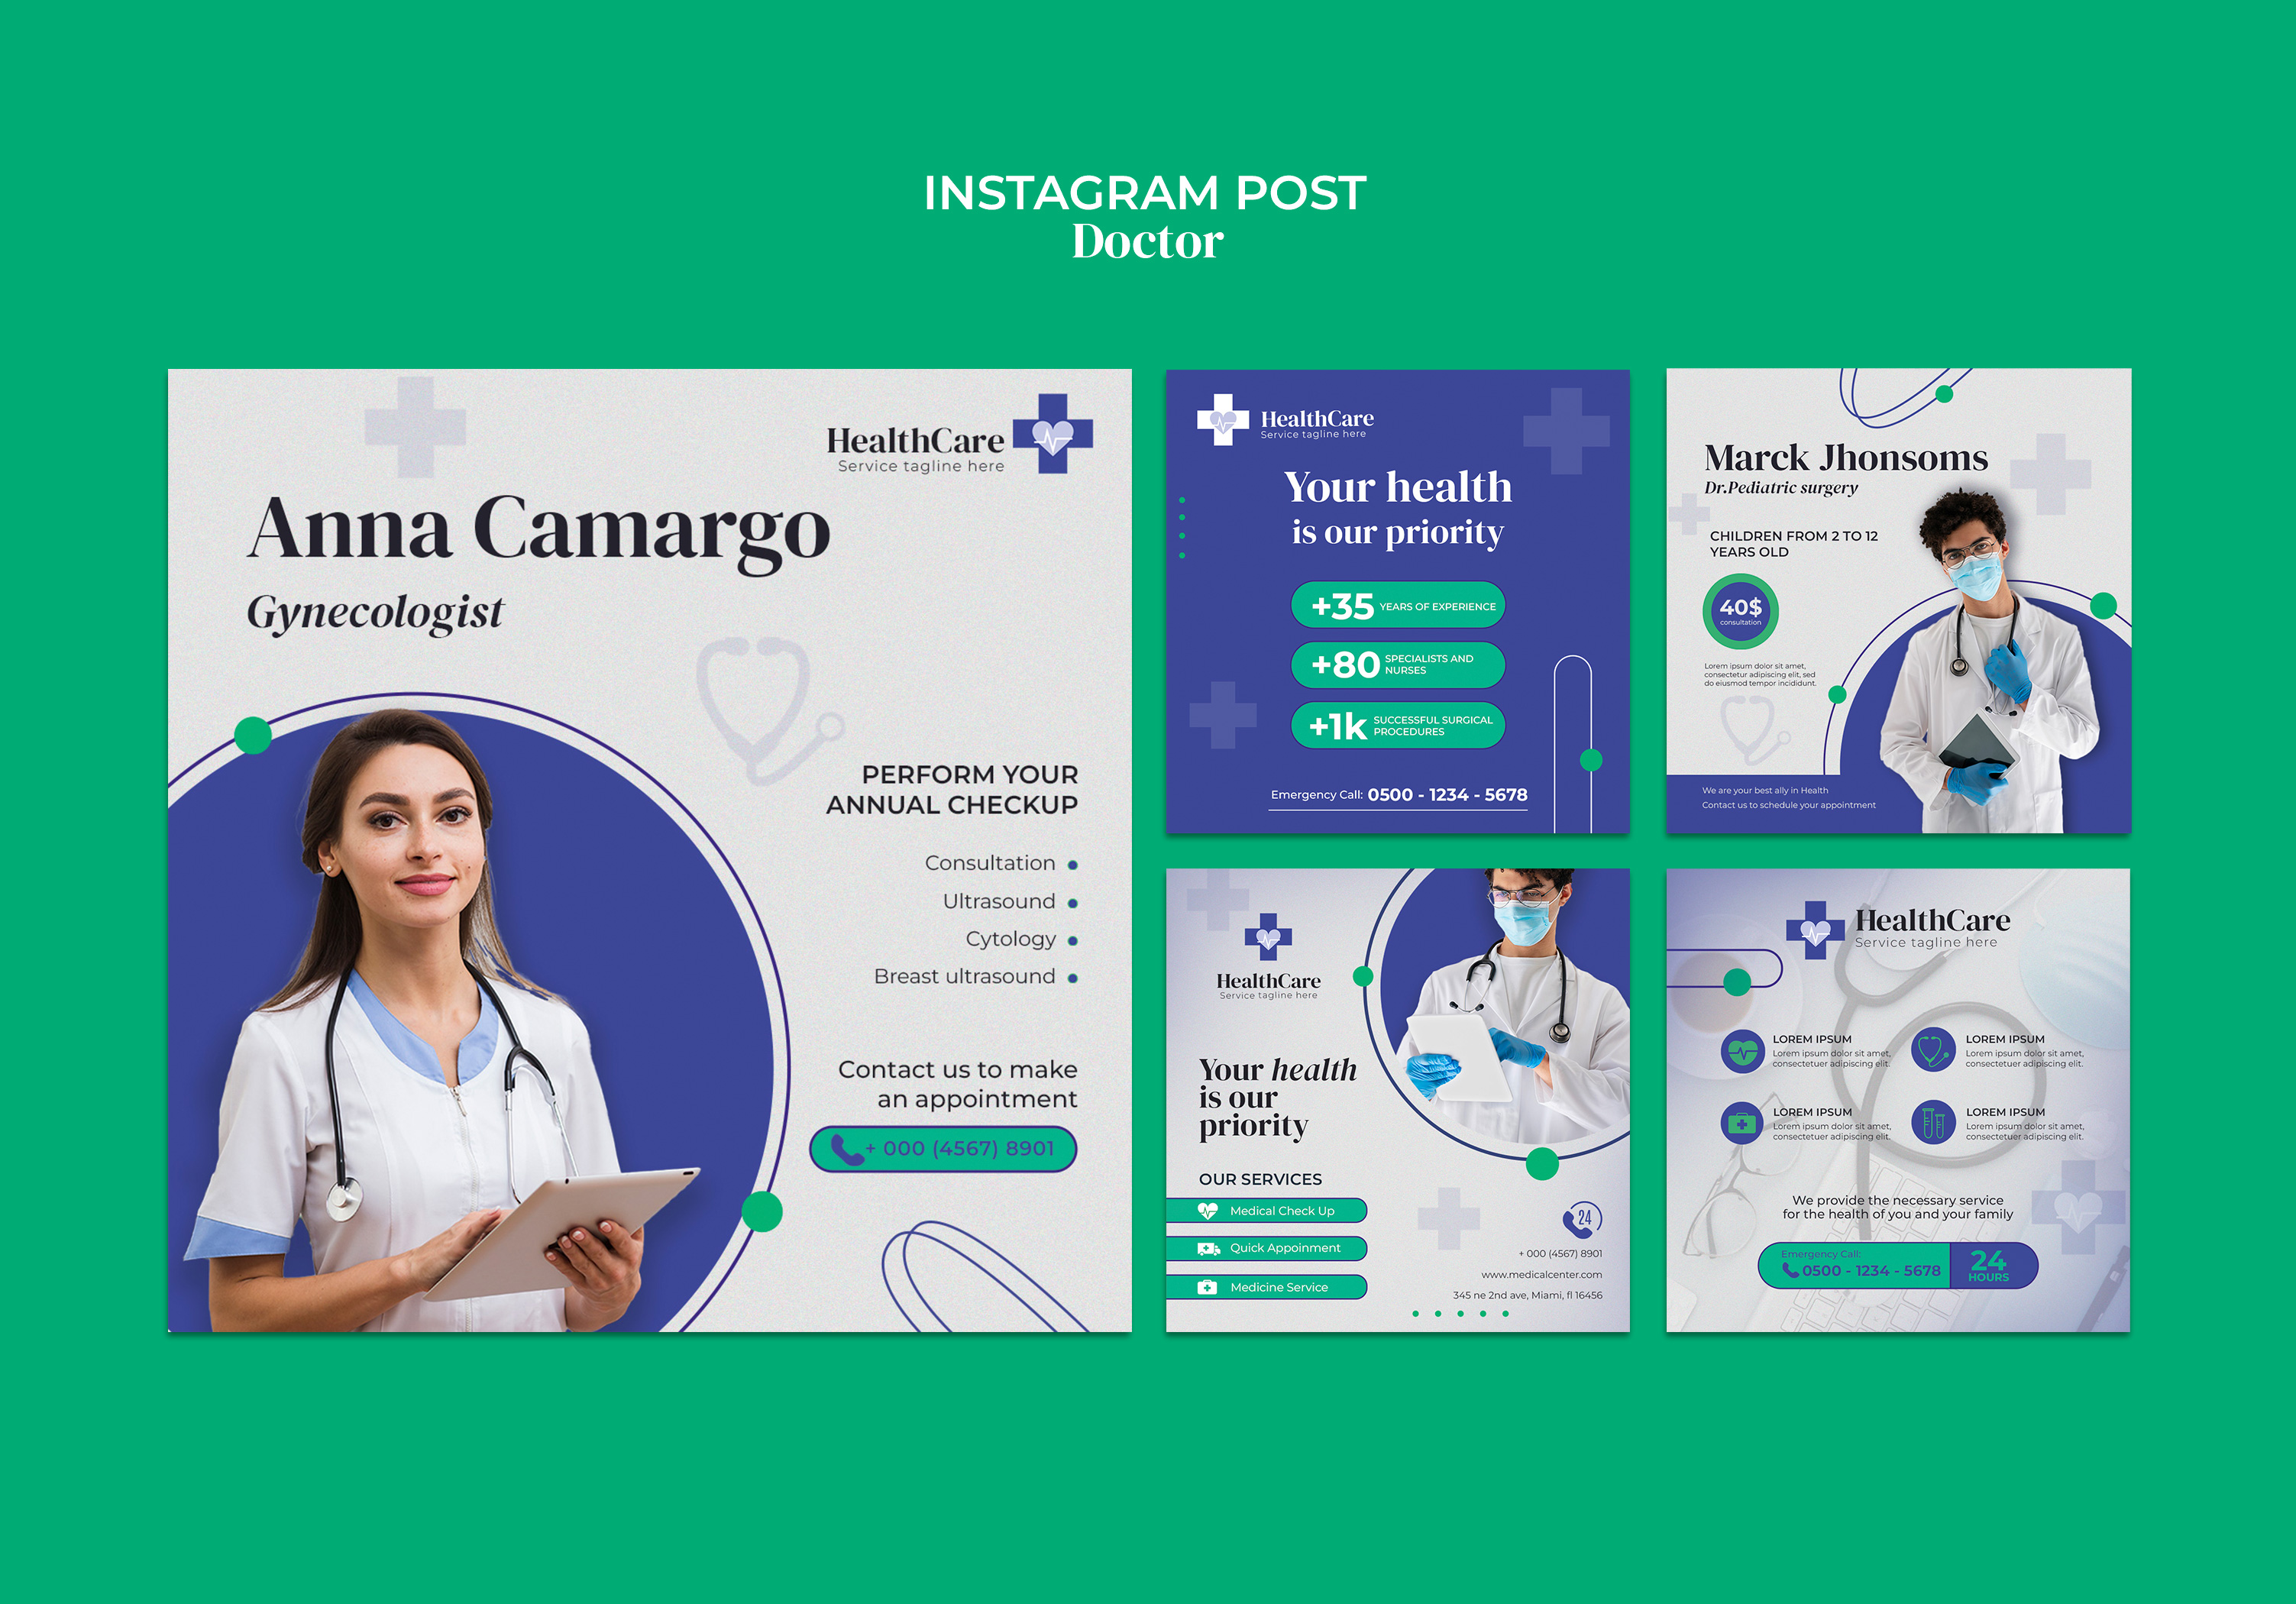 INSTAGRAM POST
Doctor
HealthCare
Service tagline here
Anna Camargo
Gynecologist
PERFORM YOUR
ANNUAL CHECKUP
Consultation
Ultrasound
Cytology
Breast ultrasound
Contact us to make
an appointment
+ 000 (4567) 8901
HealthCare
Service tagline here
Your health
is our priority
+35 YEARS OF EXPERIENCE
+80 SPECIALISTS AND
NURSES
+1k SUCCESSFUL SURGICAL
PROCEDURES
Emergency Call: 0500 - 1234 - 5678
Marck Jhonsoms
Dr.Pediatric surgery
CHILDREN FROM 2 TO 12
YEARS OLD
40$
consultation
Lorem ipsum dolor sit amet,
consectetur adipiscing elit, sed
do eiusmod tempor incididunt.
We are your best ally in Health
Contact us to schedule your appointment
HealthCare
Service tagline here
Your health
is our
priority
OUR SERVICES
Medical Check Up
Quick Appoinment
Medicine Service
24
+ 000 (4567) 8901
www.medicalcenter.com
345 ne 2nd ave, Miami, fl 16456
HealthCare
Service tagline here
LOREM IPSUM
Lorem ipsum dolor sit amet,
consectetuer adipiscing elit.
LOREM IPSUM
Lorem ipsum dolor sit amet,
consectetuer adipiscing elit.
LOREM IPSUM
Lorem ipsum dolor sit amet,
consectetuer adipiscing elit.
LOREM IPSUM
Lorem ipsum dolor sit amet,
consectetuer adipiscing elit.
We provide the necessary service
for the health of you and your family
Emergency Call:
0500 - 1234 - 5678
24
HOURS